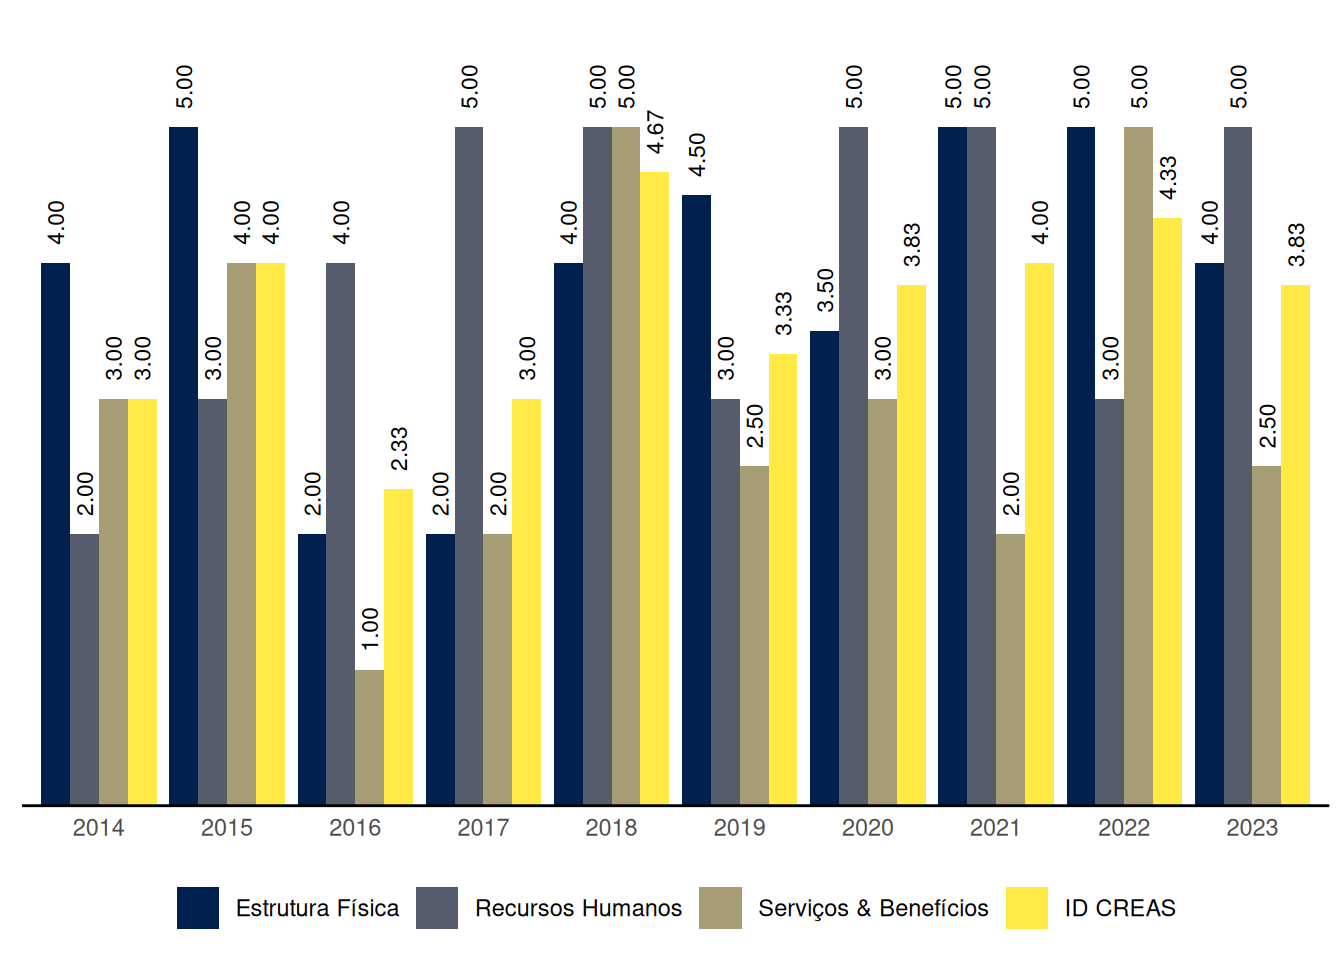 4.00 2.00 3.00 3.00
5.00 3.00 4.00 4.00
2.00 4.00 1.00 2.33
2.00 5.00 2.00 3.00
4.00 5.00 5.00 4.67
4.50 3.00 2.50 3.33
3.50 5.00 3.00 3.83
5.00 5.00 2.00 4.00
5.00 3.00 5.00 4.33
4.00 5.00 2.50 3.83
2014 2015 2016 2017 2018 2019 2020 2021 2022 2023
Estrutura Física Recursos Humanos Serviços & Benefícios ID CREAS